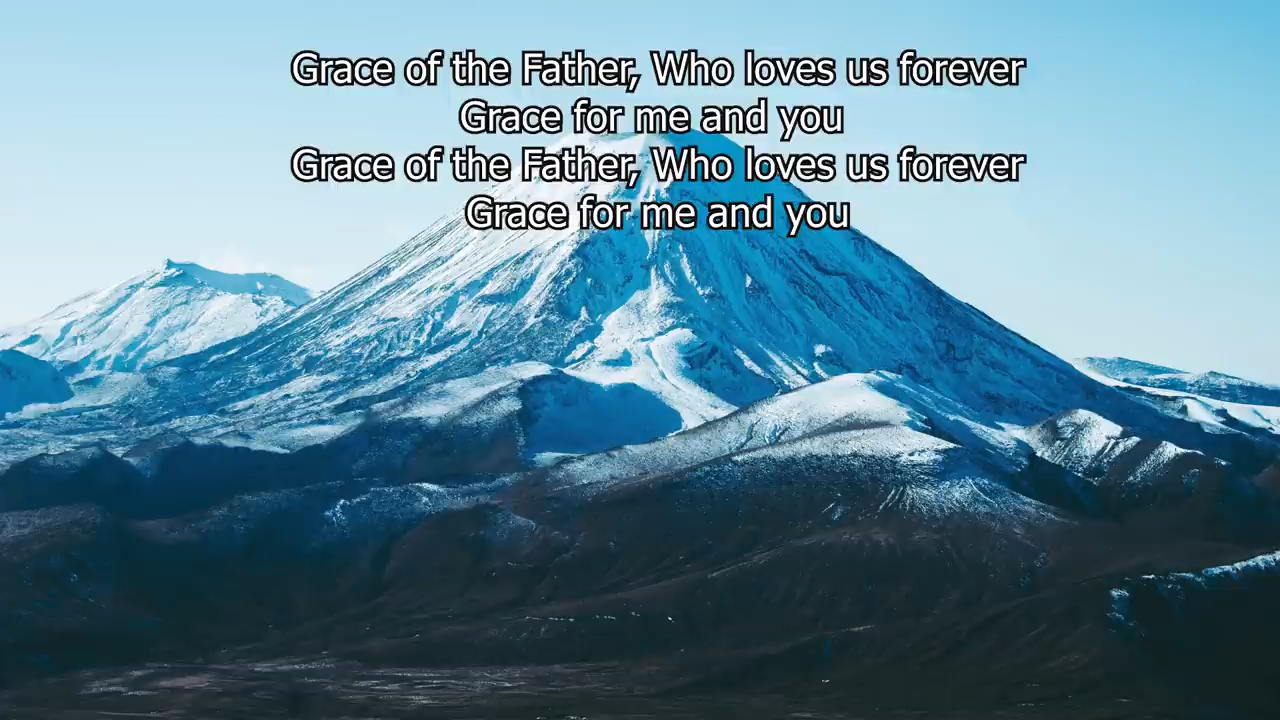 Grace of the Father, Who loves us forever
Grace for me and you
Grace of the Father, Who loves us forever
Grace for me and you